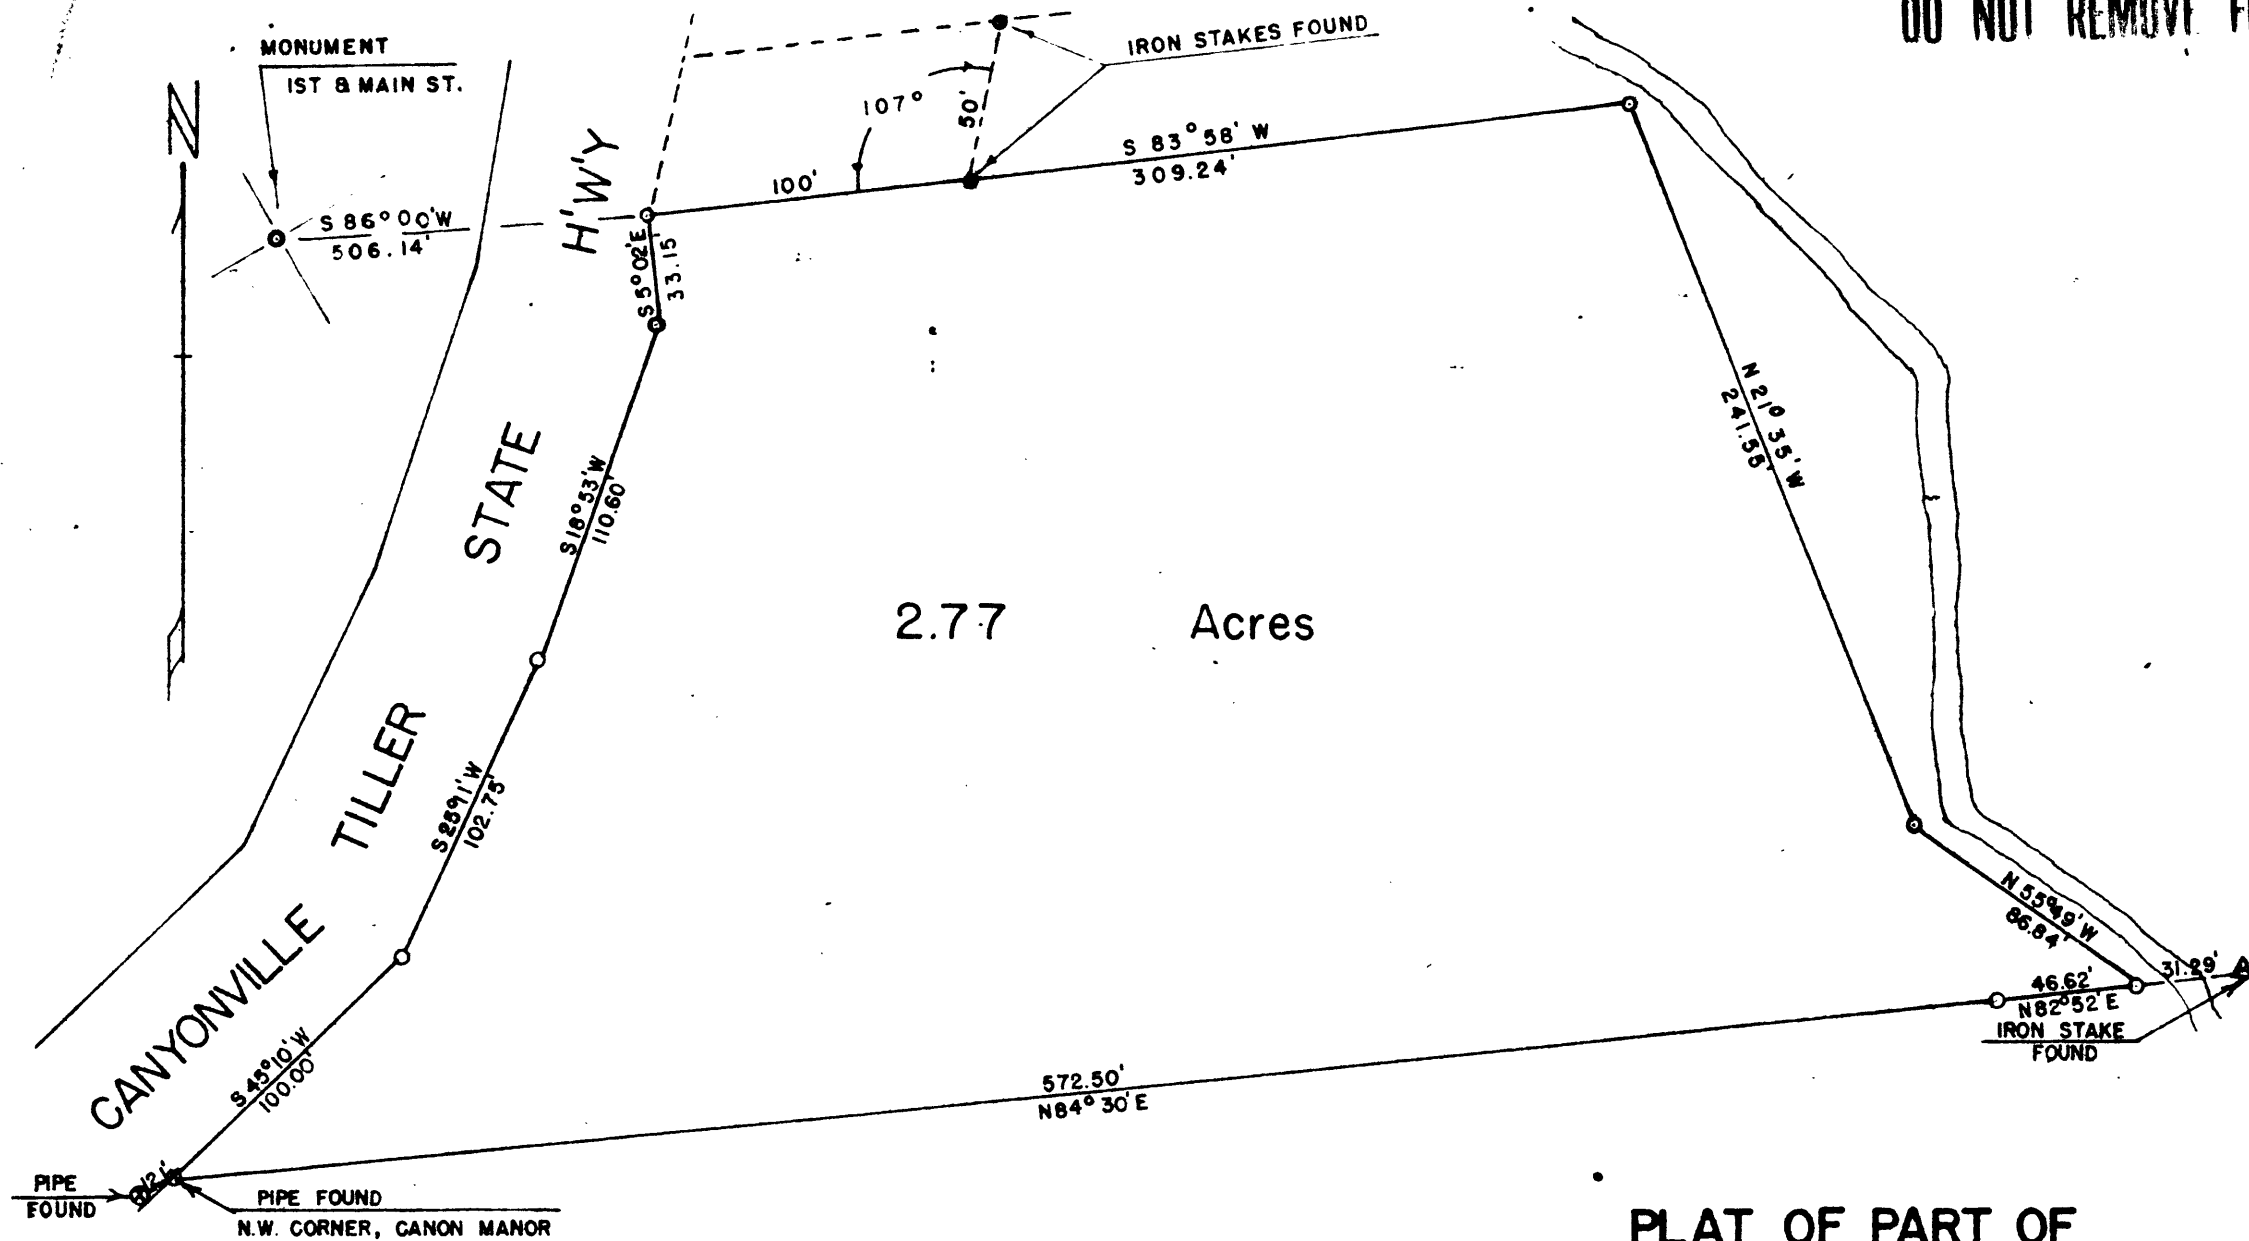 DO NOT REMOVE
MONUMENT
1ST & MAIN ST.
N
IRON STAKES FOUND
107°
50'
S 83° 58' W
309.24'
100'
S 86° 00' W
506.14'
H'W'Y
S 5° 02' E
33.15'
N 21° 35' W
STATE
S 18° 53' W
110.60'
2.77 Acres
TILLER
S 25° 11' W
102.75'
CANYONVILLE
N 55° 49' W
86.84'
31.29'
A
46.62'
N 82° 52' E
IRON STAKE
FOUND
S 45° 10' W
100.00'
572.50'
N 84° 30' E
PIPE
FOUND
PIPE FOUND
N.W. CORNER, CANON MANOR
PLAT OF PART OF